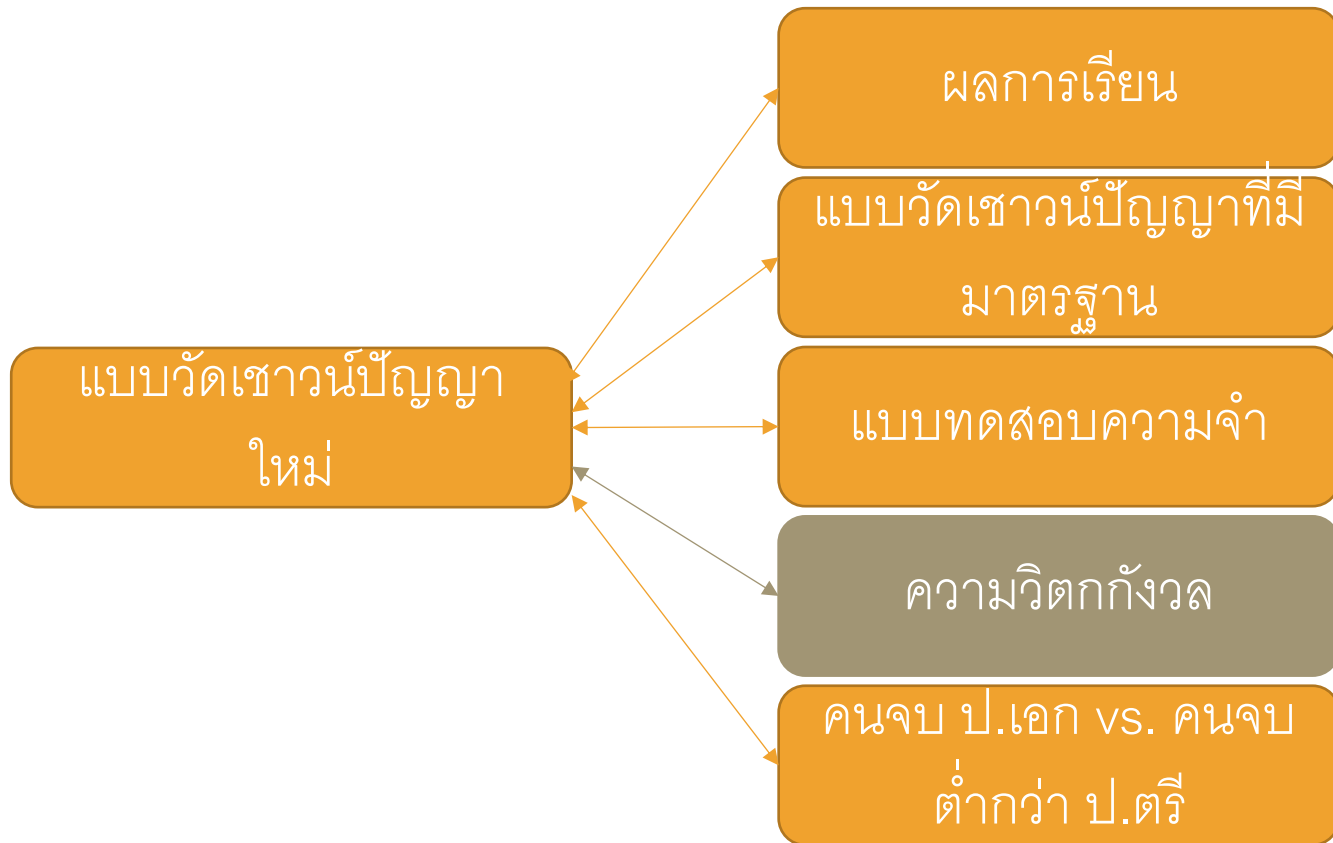 ผลการเรียน
แบบวัดเชาวน์ปัญญาที่มี
มาตรฐาน
แบบวัดเชาวน์ปัญญา
ใหม่
แบบทดสอบความจำ
ความวิตกกังวล
คนจบ ป.เอก vs. คนจบ
ต่ำกว่า ป.ตรี